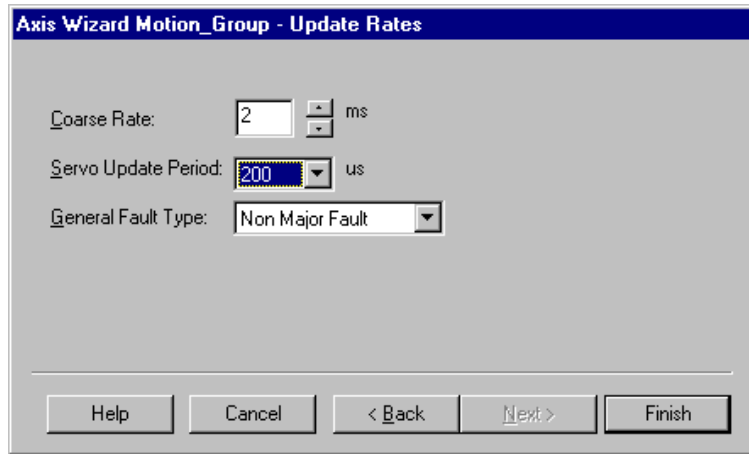 Axis Wizard Motion_Group - Update Rates
Coarse Rate: 2 ms
Servo Update Period: 200 us
General Fault Type: Non Major Fault
Help Cancel < Back Next > Finish